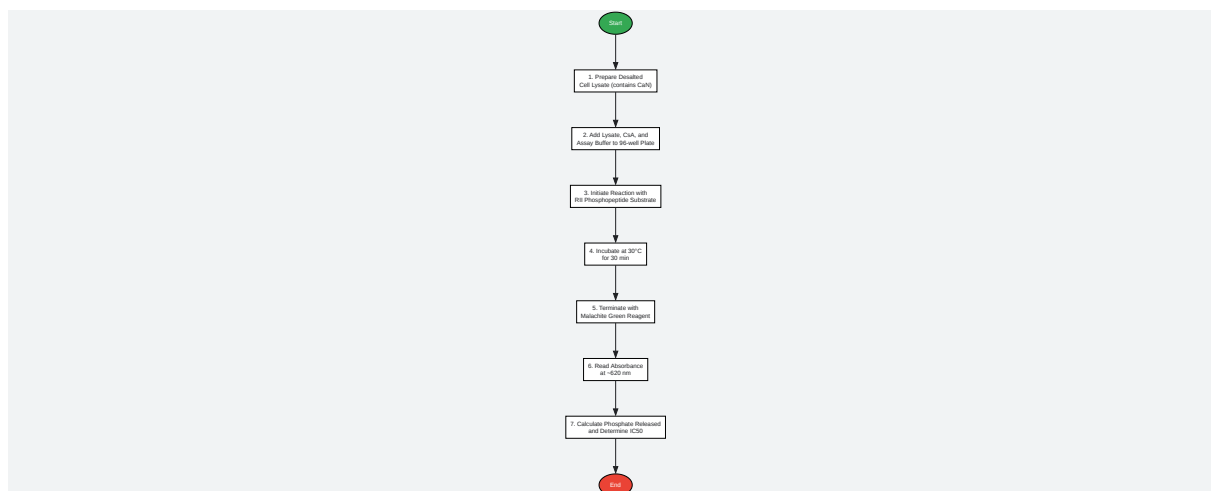 Start
1. Prepare Desalted
Cell Lysate (contains CaN)
2. Add Lysate, CsA, and
Assay Buffer to 96-well Plate
3. Initiate Reaction with
RII Phosphopeptide Substrate
4. Incubate at 30°C
for 30 min
5. Terminate with
Malachite Green Reagent
6. Read Absorbance
at ~620 nm
7. Calculate Phosphate Released
and Determine IC50
End